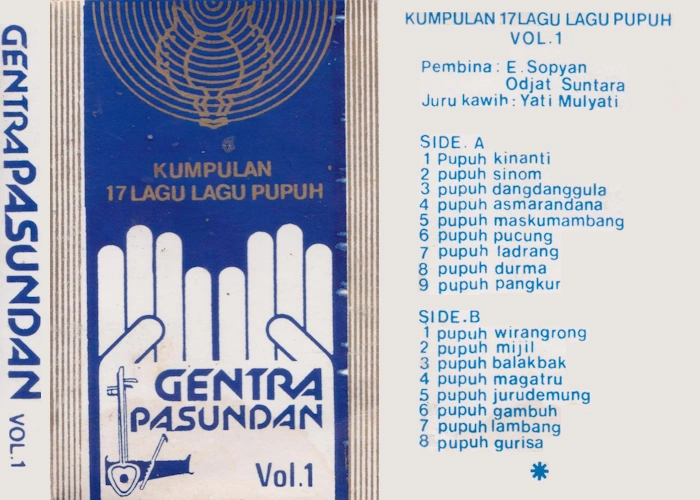 GENTRA PASUNDAN VOL.1
KUMPULAN
17 LAGU LAGU PUPUH
GENTRA
PASUNDAN
Vol.1
KUMPULAN 17 LAGU LAGU PUPUH
VOL.1
Pembina : E. Sopyan
Odjat Suntara
Juru kawih : Yati Mulyati
SIDE. A
1 Pupuh kinanti
2 pupuh sinom
3 pupuh dangdanggula
4 pupuh asmarandana
5 pupuh maskumambang
6 pupuh pucung
7 pupuh ladrang
8 pupuh durma
9 pupuh pangkur
SIDE.B
1 pupuh wirangrong
2 pupuh mijil
3 pupuh balakbak
4 pupuh magatru
5 pupuh jurudemung
6 pupuh gambuh
7 pupuh lambang
8 pupuh gurisa